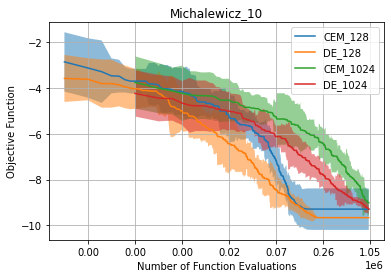 Michalewicz_10
CEM_128
DE_128
CEM_1024
DE_1024
Objective Function
−2
−4
−6
−8
−10
0.00 0.00 0.00 0.02 0.07 0.26 1.05
1e6
Number of Function Evaluations